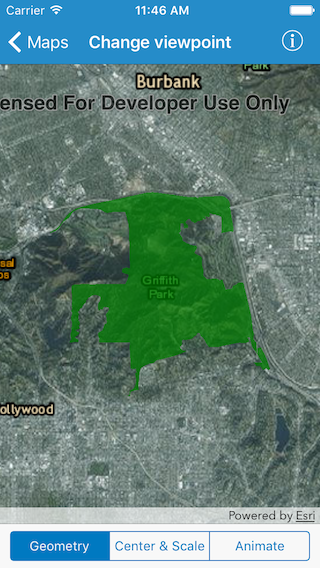 Carrier 11:46 AM
Maps Change viewpoint
Park
Burbank
ensed For Developer Use Only
sal
os
Griffith
Park
ollywood
Powered by Esri
Geometry Center & Scale Animate